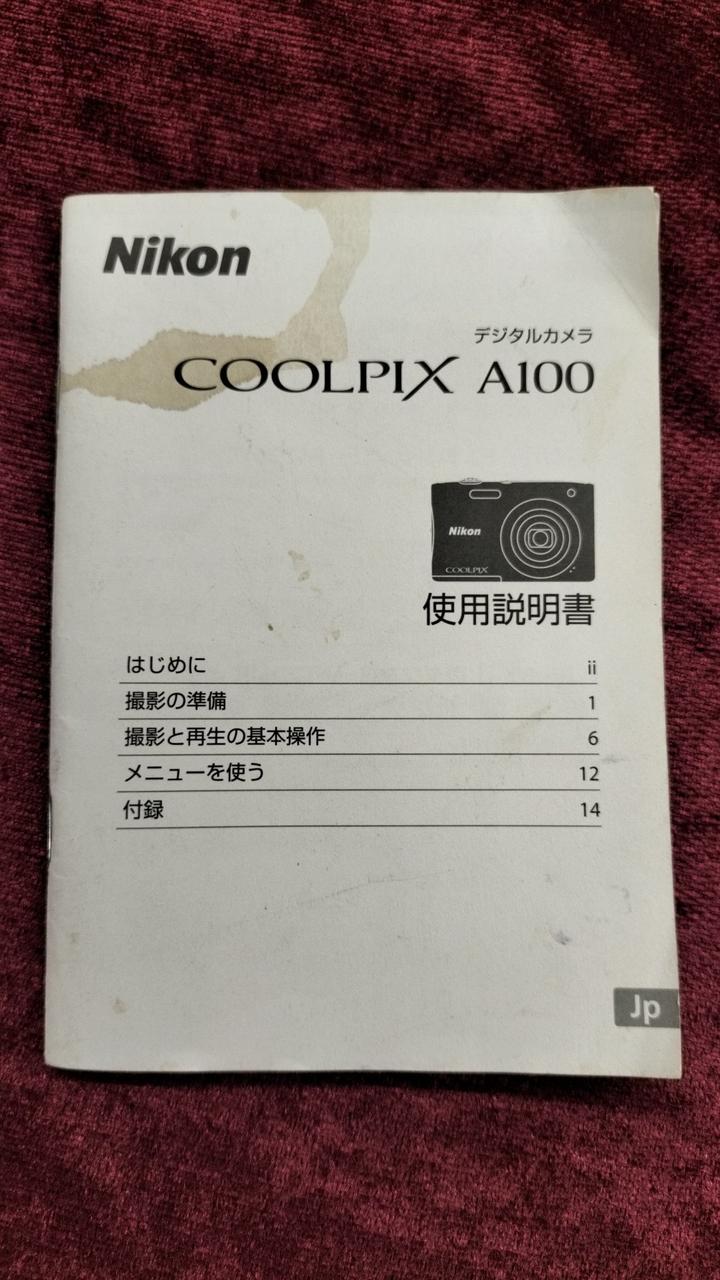 Nikon
デジタルカメラ
COOLPIX A100
Nikon
COOLPIX
使用説明書
はじめに ii
撮影の準備 1
撮影と再生の基本操作 6
メニューを使う 12
付録 14
Jp